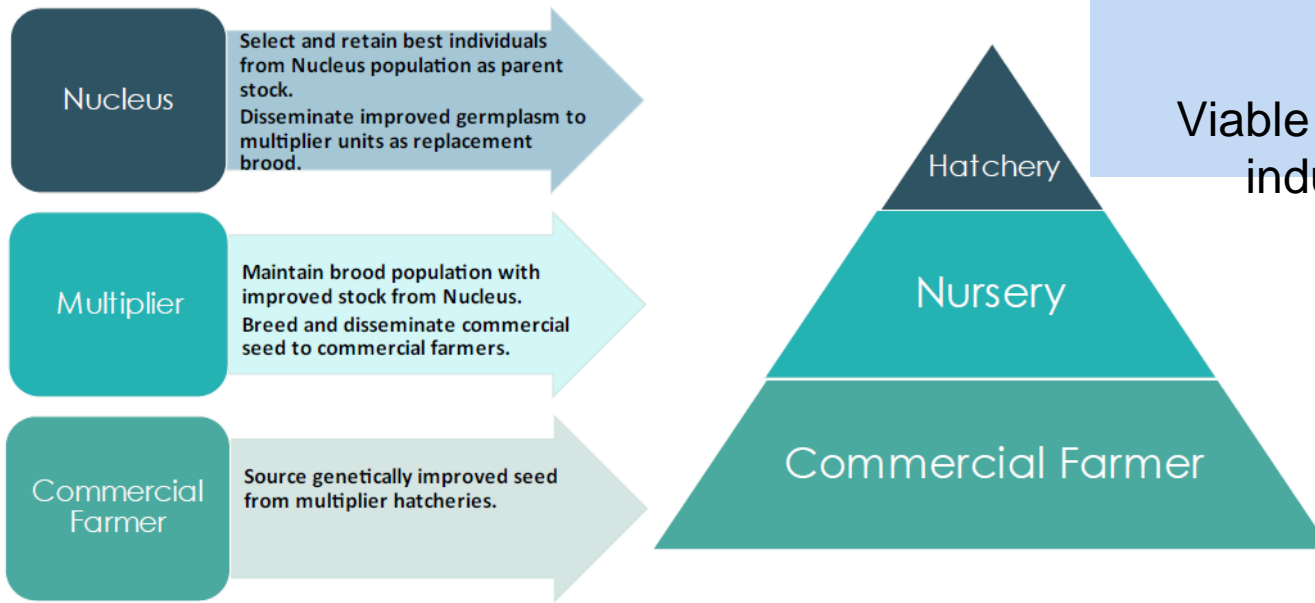 Nucleus
Select and retain best individuals
from Nucleus population as parent
stock.
Disseminate improved germplasm to
multiplier units as replacement
brood.
Multiplier
Maintain brood population with
improved stock from Nucleus.
Breed and disseminate commercial
seed to commercial farmers.
Commercial
Farmer
Source genetically improved seed
from multiplier hatcheries.
Hatchery
Nursery
Commercial Farmer
Viable